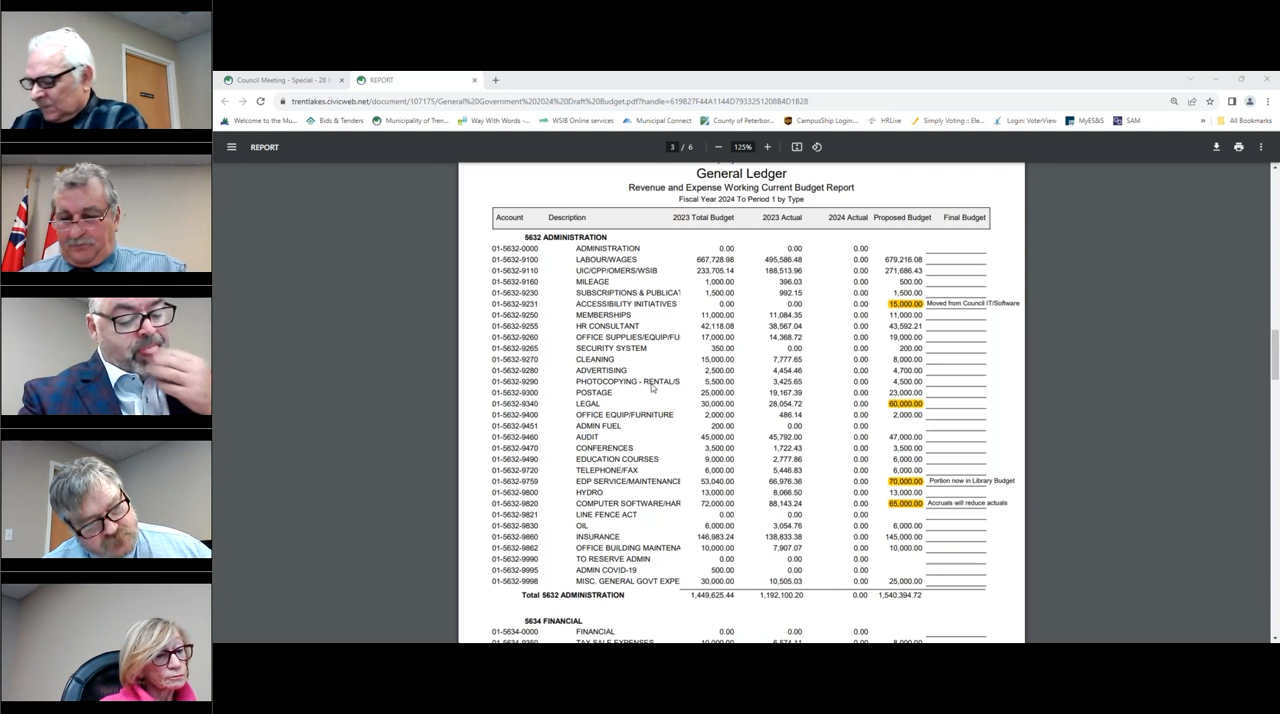 Council Meeting - Special - 28
REPORT
trentlakes.civicweb.net/document/107175/General%20Government%202024%20Draft%20Budget.pdf?handle=619B27F44A1144D7933251208B4D1B28
Welcome to the Mu... Bids & Tenders Municipality of Tren... Way With Words -... WSIB Online services Municipal Connect County of Peterbor... CampusShip Login:... HRLive Simply Voting :: Ele... Login: VoterView MyES&S SAM » All Bookmarks
REPORT 3 / 6 125%
General Ledger
Revenue and Expense Working Current Budget Report
Fiscal Year 2024 To Period 1 by Type
Account Description 2023 Total Budget 2023 Actual 2024 Actual Proposed Budget Final Budget
5632 ADMINISTRATION
01-5632-0000 ADMINISTRATION 0.00 0.00 0.00
01-5632-9100 LABOUR/WAGES 667,728.98 495,586.48 0.00 679,216.08
01-5632-9110 UIC/CPP/OMERS/WSIB 233,705.14 188,513.96 0.00 271,686.43
01-5632-9160 MILEAGE 1,000.00 396.03 0.00 500.00
01-5632-9230 SUBSCRIPTIONS & PUBLICAT 1,500.00 992.15 0.00 1,500.00
01-5632-9231 ACCESSIBILITY INITIATIVES 0.00 0.00 0.00 15,000.00 Moved from Council IT/Software
01-5632-9250 MEMBERSHIPS 11,000.00 11,084.35 0.00 11,000.00
01-5632-9255 HR CONSULTANT 42,118.08 38,567.04 0.00 43,592.21
01-5632-9260 OFFICE SUPPLIES/EQUIP/FU 17,000.00 14,368.72 0.00 19,000.00
01-5632-9265 SECURITY SYSTEM 350.00 0.00 0.00 200.00
01-5632-9270 CLEANING 15,000.00 7,777.65 0.00 8,000.00
01-5632-9280 ADVERTISING 2,500.00 4,454.46 0.00 4,700.00
01-5632-9290 PHOTOCOPYING - RENTAL/S 5,500.00 3,425.65 0.00 4,500.00
01-5632-9300 POSTAGE 25,000.00 19,167.39 0.00 23,000.00
01-5632-9340 LEGAL 30,000.00 28,054.72 0.00 60,000.00
01-5632-9400 OFFICE EQUIP/FURNITURE 2,000.00 486.14 0.00 2,000.00
01-5632-9451 ADMIN FUEL 200.00 0.00 0.00
01-5632-9460 AUDIT 45,000.00 45,792.00 0.00 47,000.00
01-5632-9470 CONFERENCES 3,500.00 1,722.43 0.00 3,500.00
01-5632-9490 EDUCATION COURSES 9,000.00 2,777.86 0.00 6,000.00
01-5632-9720 TELEPHONE/FAX 6,000.00 5,446.83 0.00 6,000.00
01-5632-9759 EDP SERVICE/MAINTENANCE 53,040.00 66,976.36 0.00 70,000.00 Portion now in Library Budget
01-5632-9800 HYDRO 13,000.00 8,066.50 0.00 13,000.00
01-5632-9820 COMPUTER SOFTWARE/HAR 72,000.00 88,143.24 0.00 65,000.00 Accruals will reduce actuals
01-5632-9821 LINE FENCE ACT 0.00 0.00 0.00
01-5632-9830 OIL 6,000.00 3,054.76 0.00 6,000.00
01-5632-9860 INSURANCE 146,983.24 138,833.38 0.00 145,000.00
01-5632-9862 OFFICE BUILDING MAINTENA 10,000.00 7,907.07 0.00 10,000.00
01-5632-9990 TO RESERVE ADMIN 0.00 0.00 0.00
01-5632-9995 ADMIN COVID-19 500.00 0.00 0.00
01-5632-9998 MISC. GENERAL GOVT EXPE 30,000.00 10,505.03 0.00 25,000.00
Total 5632 ADMINISTRATION 1,449,625.44 1,192,100.20 0.00 1,540,394.72
5634 FINANCIAL
01-5634-0000 FINANCIAL 0.00 0.00 0.00